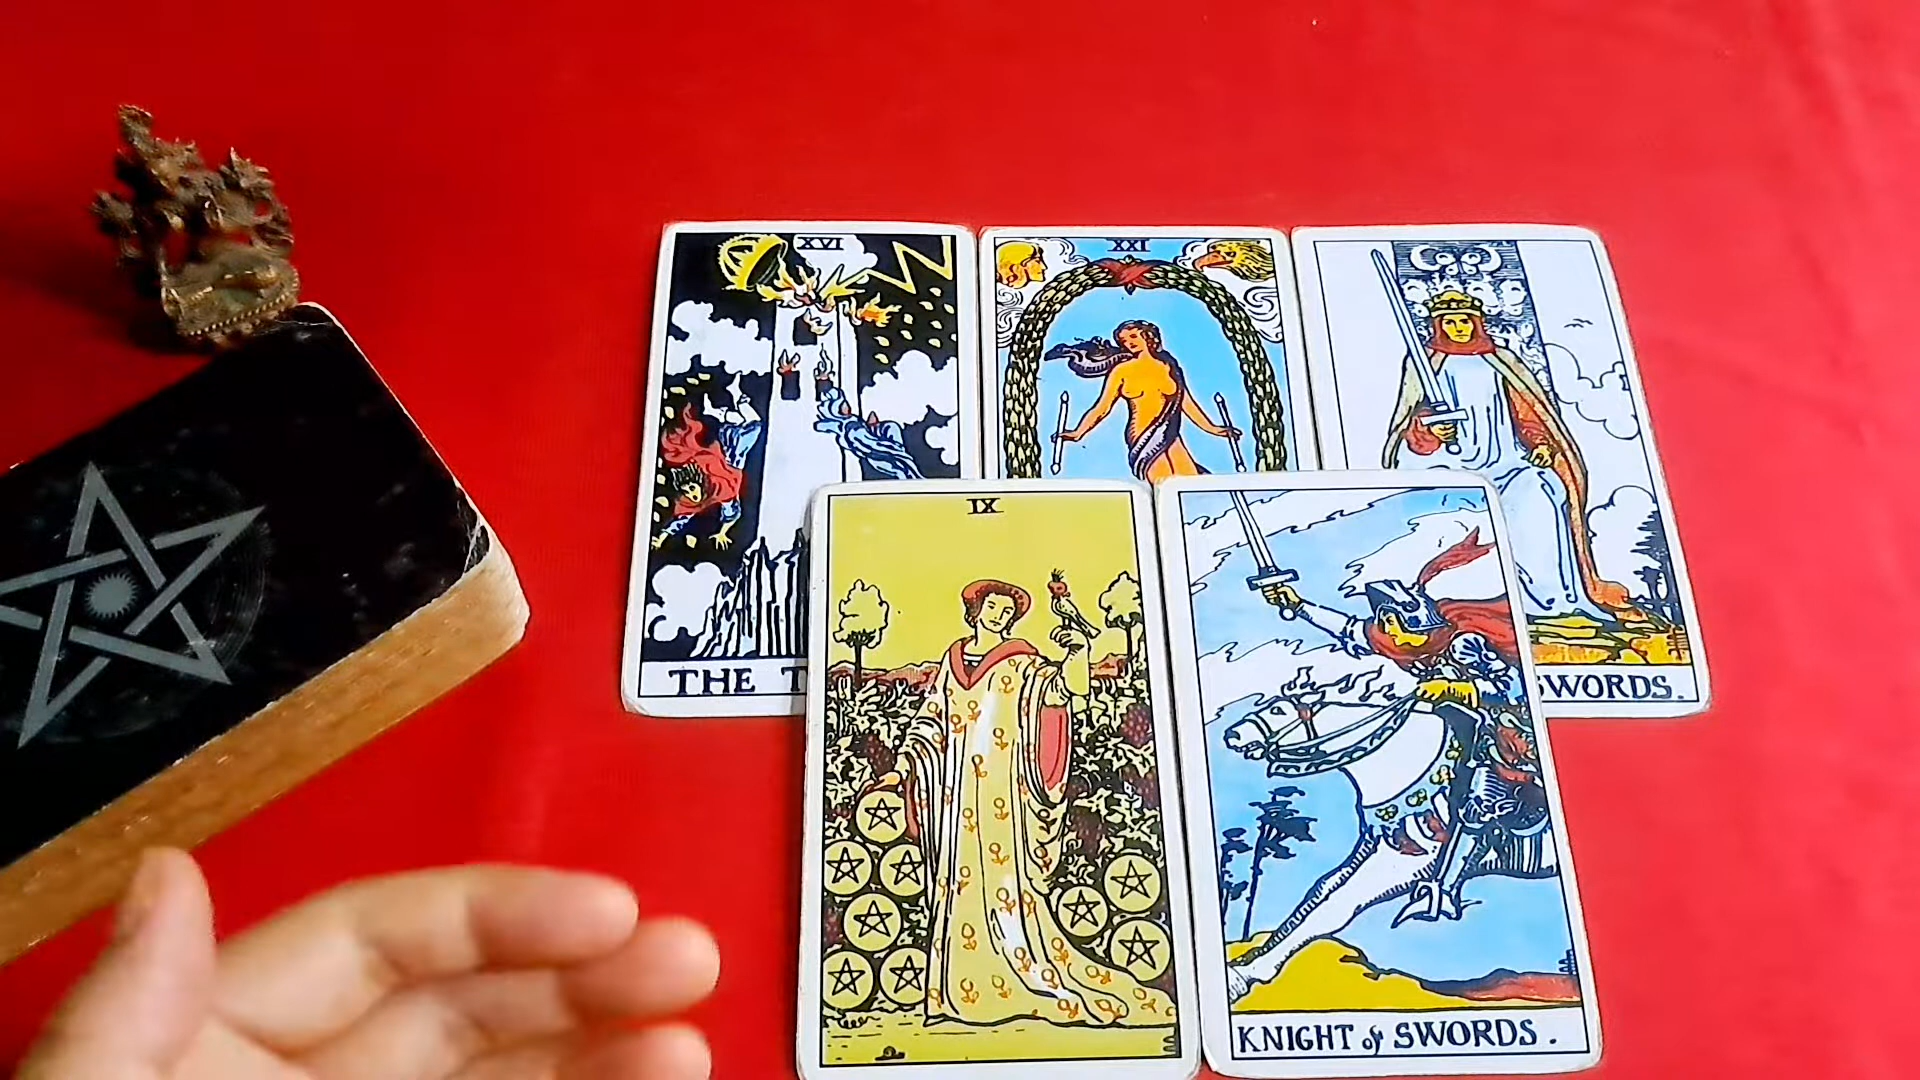 XVI
XXI
THE T
SWORDS.
IX
KNIGHT of SWORDS.